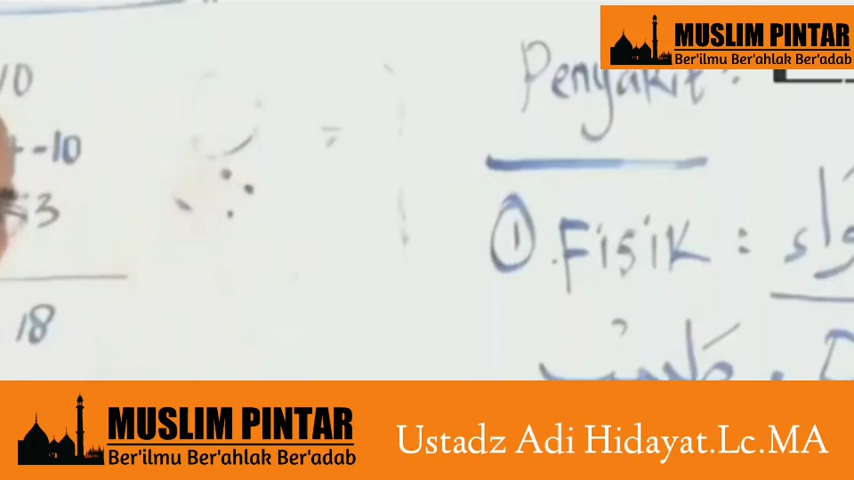 MUSLIM PINTAR
Ber'ilmu Ber'ahlak Ber'adab
Penyakit :
10
-10
53
18
① Fisik :
MUSLIM PINTAR
Ber'ilmu Ber'ahlak Ber'adab
Ustadz Adi Hidayat.Lc.MA